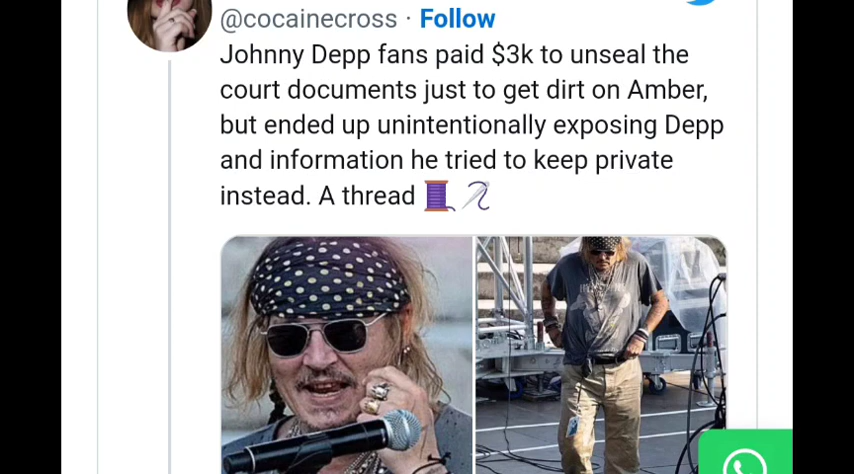 @cocainecross · Follow
Johnny Depp fans paid $3k to unseal the
court documents just to get dirt on Amber,
but ended up unintentionally exposing Depp
and information he tried to keep private
instead. A thread 🧵🪡